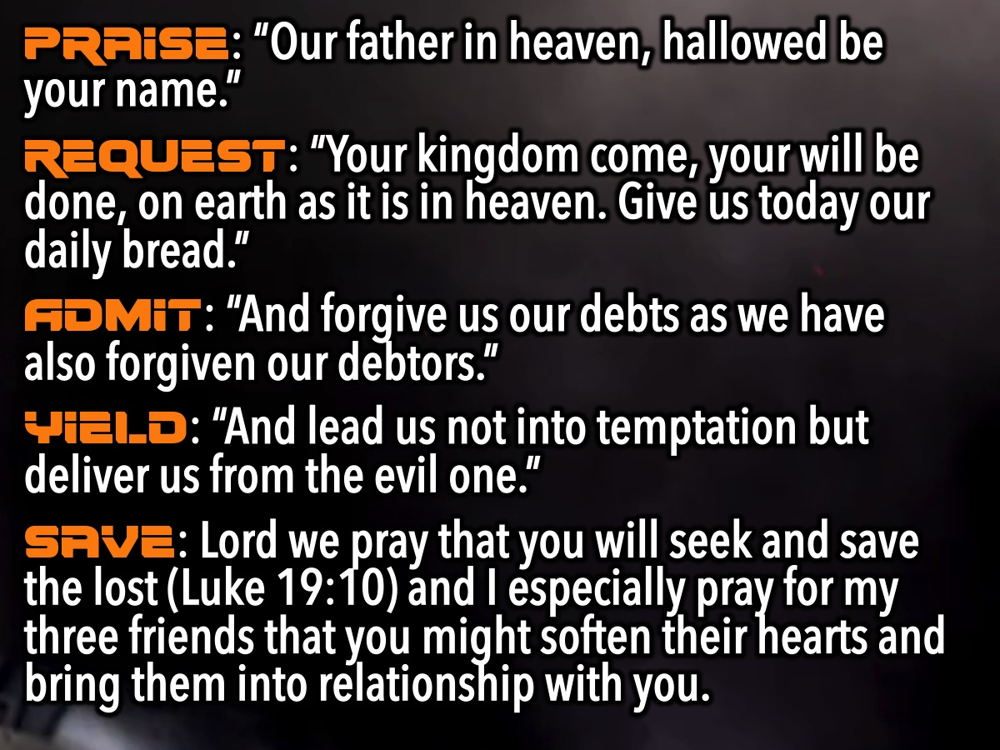 PRAISE: “Our father in heaven, hallowed be
your name.”
REQUEST: “Your kingdom come, your will be
done, on earth as it is in heaven. Give us today our
daily bread.”
ADMIT: “And forgive us our debts as we have
also forgiven our debtors.”
YIELD: “And lead us not into temptation but
deliver us from the evil one.”
SAVE: Lord we pray that you will seek and save
the lost (Luke 19:10) and I especially pray for my
three friends that you might soften their hearts and
bring them into relationship with you.